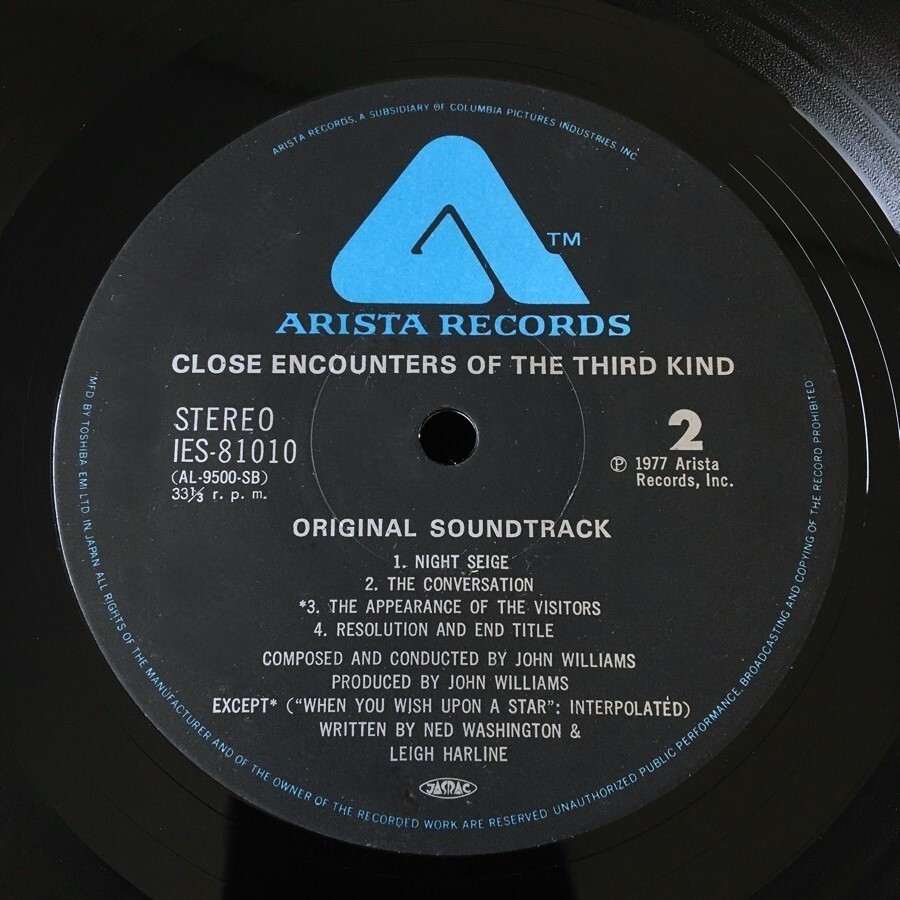 ARISTA RECORDS, A SUBSIDIARY OF COLUMBIA PICTURES INDUSTRIES, INC.
TM
ARISTA RECORDS
CLOSE ENCOUNTERS OF THE THIRD KIND
STEREO
IES-81010
(AL-9500-SB)
33⅓ r. p. m.
2
Ⓟ 1977 Arista
Records, Inc.
ORIGINAL SOUNDTRACK
1. NIGHT SEIGE
2. THE CONVERSATION
*3. THE APPEARANCE OF THE VISITORS
4. RESOLUTION AND END TITLE
COMPOSED AND CONDUCTED BY JOHN WILLIAMS
PRODUCED BY JOHN WILLIAMS
EXCEPT* ("WHEN YOU WISH UPON A STAR": INTERPOLATED)
WRITTEN BY NED WASHINGTON &
LEIGH HARLINE
JASRAC
"MFD BY TOSHIBA EMI LTD. IN JAPAN. ALL RIGHTS OF THE MANUFACTURER AND OF THE OWNER OF THE RECORDED WORK ARE RESERVED. UNAUTHORIZED PUBLIC PERFORMANCE, BROADCASTING AND COPYING OF THE RECORD PROHIBITED."